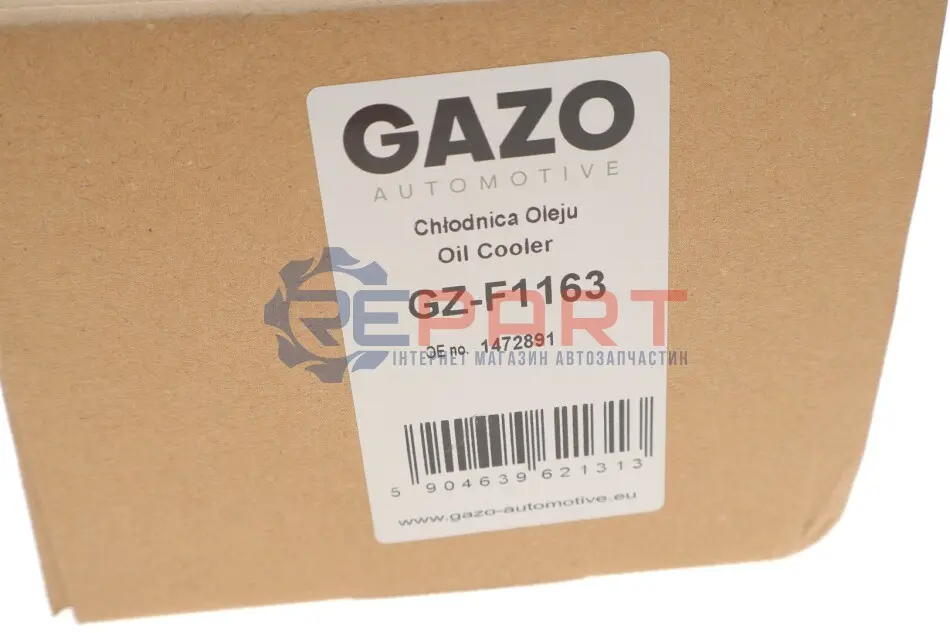 GAZO
AUTOMOTIVE
Chłodnica Oleju
Oil Cooler
GZ-F1163
REPART
OE no. 1472891
ІНТЕРНЕТ МАГАЗИН АВТОЗАПЧАСТИН
5 904639 621313
www.gazo-automotive.eu